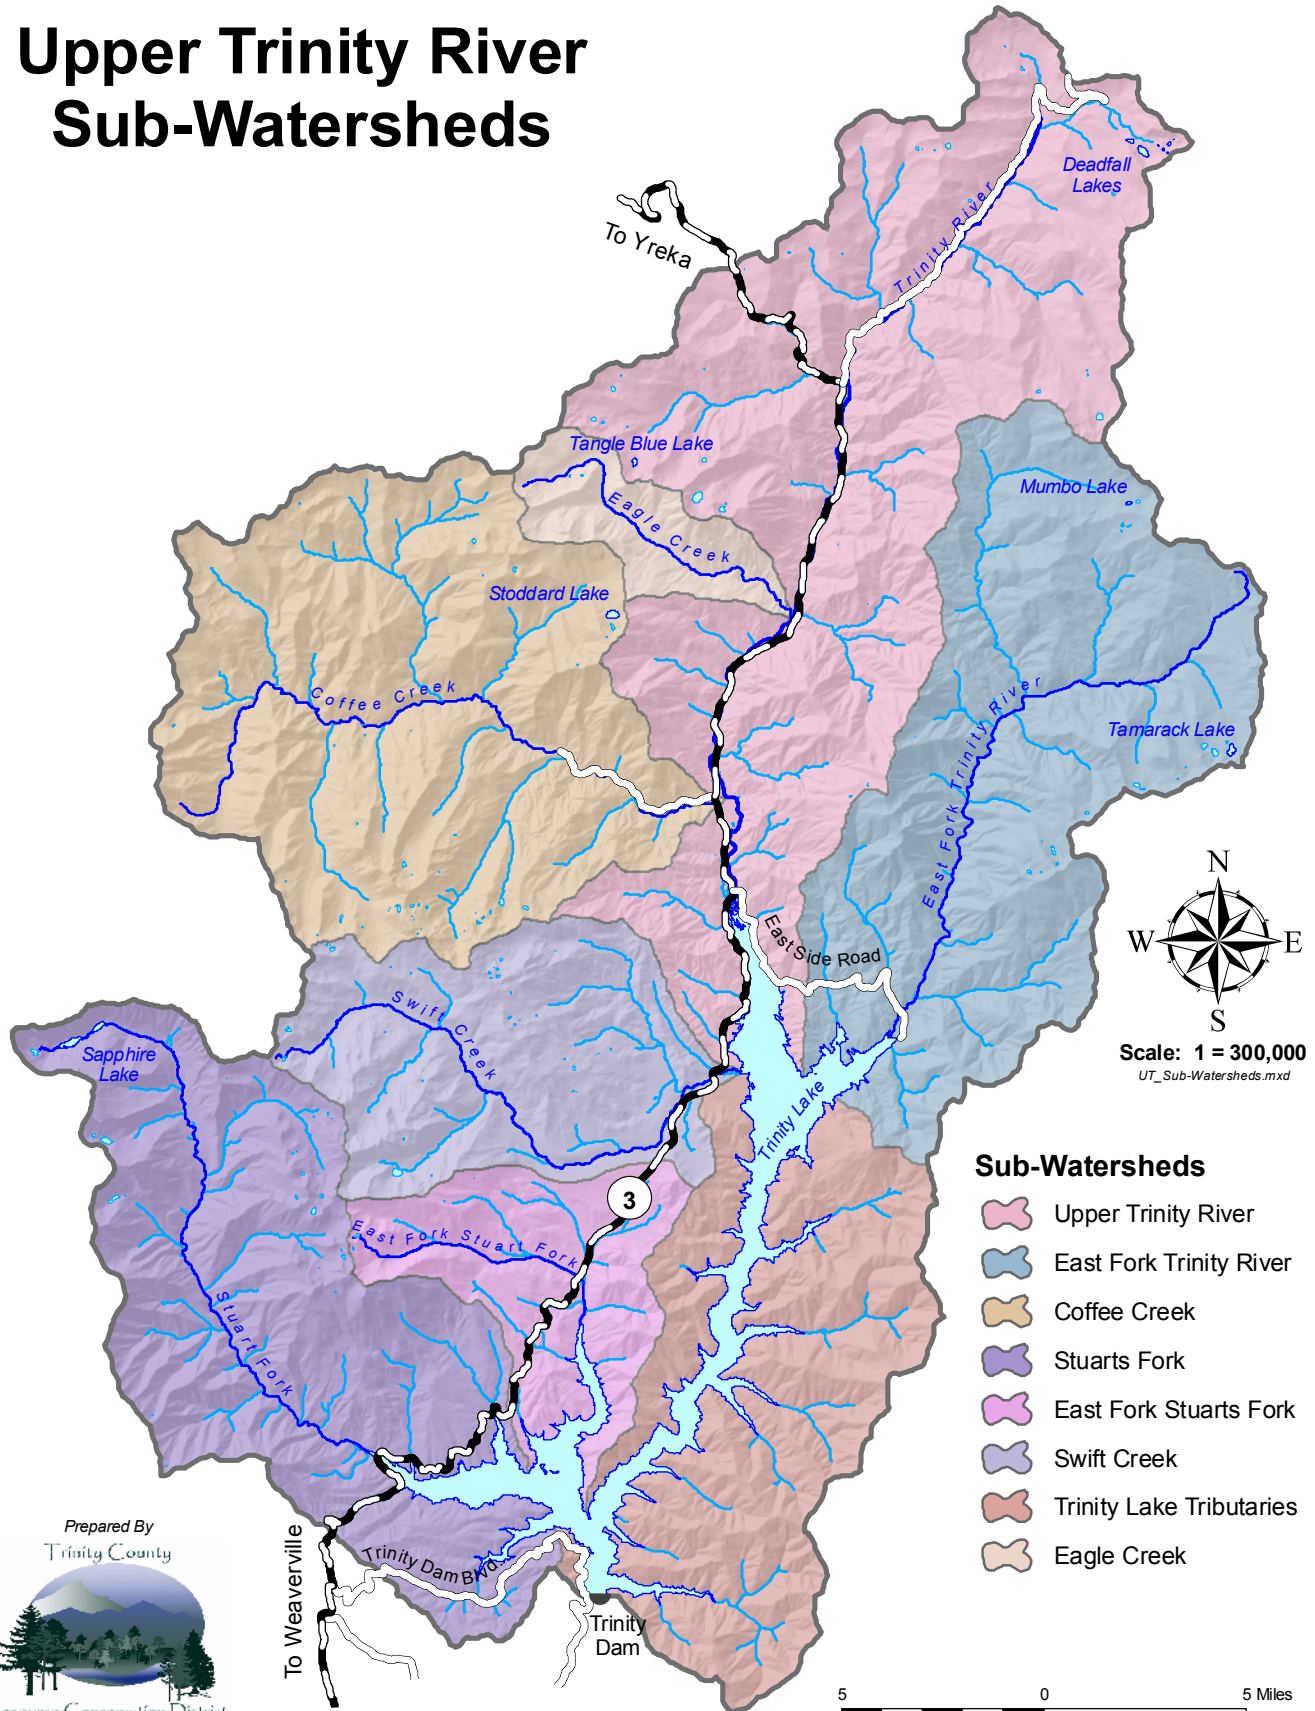 Upper Trinity River
Sub-Watersheds
Deadfall
Lakes
Trinity River
To Yreka
Tangle Blue Lake
Mumbo Lake
Eagle Creek
Stoddard Lake
Coffee Creek
East Fork Trinity River
Tamarack Lake
N
W
E
S
East Side Road
Swift Creek
Sapphire
Lake
Scale: 1 = 300,000
UT_Sub-Watersheds.mxd
Trinity Lake
3
East Fork Stuart Fork
Stuart Fork
Sub-Watersheds
Upper Trinity River
East Fork Trinity River
Coffee Creek
Stuarts Fork
East Fork Stuarts Fork
Swift Creek
Trinity Lake Tributaries
Eagle Creek
Prepared By
Trinity County
To Weaverville
Trinity Dam Blvd.
Trinity
Dam
5 0 5 Miles
Conservation District